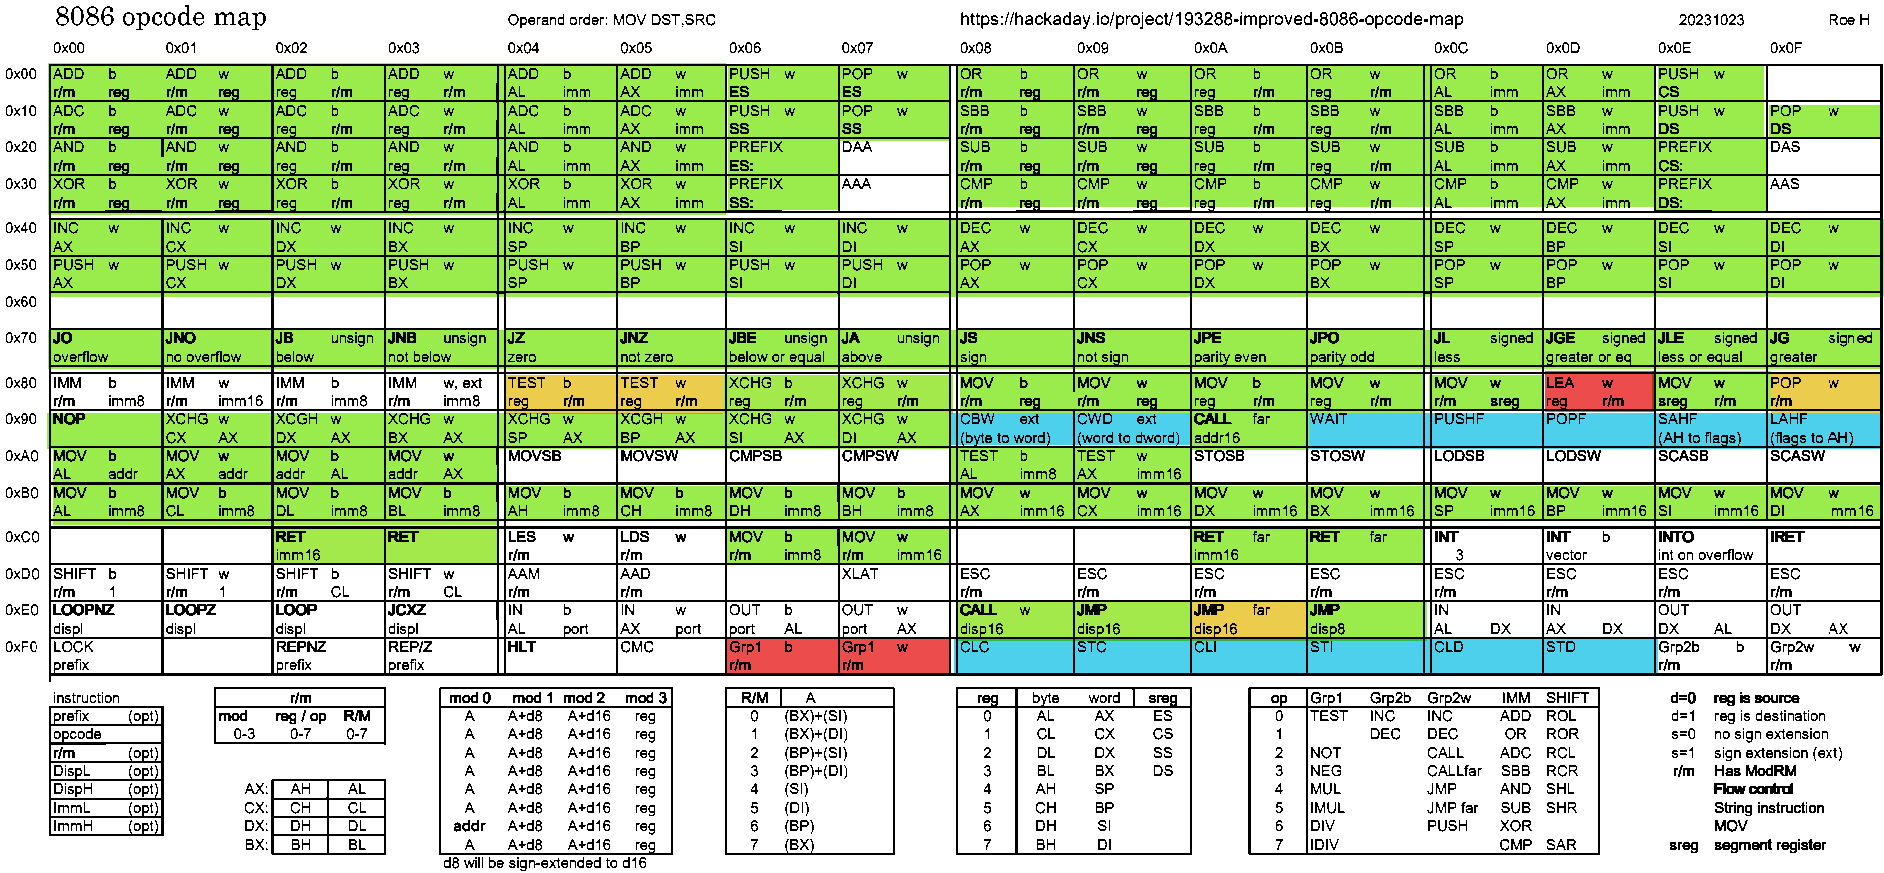 8086 opcode map Operand order: MOV DST,SRC https://hackaday.io/project/193288-improved-8086-opcode-map 20231023 Roe H
0x00 0x01 0x02 0x03 0x04 0x05 0x06 0x07 0x08 0x09 0x0A 0x0B 0x0C 0x0D 0x0E 0x0F
0x00 ADD b ADD w ADD b ADD w ADD b ADD w PUSH w POP w OR b OR w OR b OR w OR b OR w PUSH w
r/m reg r/m reg reg r/m reg r/m AL imm AX imm ES ES r/m reg r/m reg reg r/m reg r/m AL imm AX imm CS
0x10 ADC b ADC w ADC b ADC w ADC b ADC w PUSH w POP w SBB b SBB w SBB b SBB w SBB b SBB w PUSH w POP w
r/m reg r/m reg reg r/m reg r/m AL imm AX imm SS SS r/m reg r/m reg reg r/m reg r/m AL imm AX imm DS DS
0x20 AND b AND w AND b AND w AND b AND w PREFIX DAA SUB b SUB w SUB b SUB w SUB b SUB w PREFIX DAS
r/m reg r/m reg reg r/m reg r/m AL imm AX imm ES: r/m reg r/m reg reg r/m reg r/m AL imm AX imm CS:
0x30 XOR b XOR w XOR b XOR w XOR b XOR w PREFIX AAA CMP b CMP w CMP b CMP w CMP b CMP w PREFIX AAS
r/m reg r/m reg reg r/m reg r/m AL imm AX imm SS: r/m reg r/m reg reg r/m reg r/m AL imm AX imm DS:
0x40 INC w INC w INC w INC w INC w INC w INC w INC w DEC w DEC w DEC w DEC w DEC w DEC w DEC w DEC w
AX CX DX BX SP BP SI DI AX CX DX BX SP BP SI DI
0x50 PUSH w PUSH w PUSH w PUSH w PUSH w PUSH w PUSH w PUSH w POP w POP w POP w POP w POP w POP w POP w POP w
AX CX DX BX SP BP SI DI AX CX DX BX SP BP SI DI
0x60
0x70 JO JNO JB unsign JNB unsign JZ JNZ JBE unsign JA unsign JS JNS JPE JPO JL signed JGE signed JLE signed JG signed
overflow no overflow below not below zero not zero below or equal above sign not sign parity even parity odd less greater or eq less or equal greater
0x80 IMM b IMM w IMM b IMM w, ext TEST b TEST w XCHG b XCHG w MOV b MOV w MOV b MOV w MOV w LEA w MOV w POP w
r/m imm8 r/m imm16 r/m imm8 r/m imm8 reg r/m reg r/m reg r/m reg r/m r/m reg r/m reg reg r/m reg r/m r/m sreg reg r/m sreg r/m r/m
0x90 NOP XCHG w XCGH w XCHG w XCHG w XCGH w XCHG w XCHG w CBW ext CWD ext CALL far WAIT PUSHF POPF SAHF LAHF
CX AX DX AX BX AX SP AX BP AX SI AX DI AX (byte to word) (word to dword) addr16 (AH to flags) (flags to AH)
0xA0 MOV b MOV w MOV b MOV w MOVSB MOVSW CMPSB CMPSW TEST b TEST w STOSB STOSW LODSB LODSW SCASB SCASW
AL addr AX addr addr AL addr AX AL imm8 AX imm16
0xB0 MOV b MOV b MOV b MOV b MOV b MOV b MOV b MOV b MOV w MOV w MOV w MOV w MOV w MOV w MOV w MOV w
AL imm8 CL imm8 DL imm8 BL imm8 AH imm8 CH imm8 DH imm8 BH imm8 AX imm16 CX imm16 DX imm16 BX imm16 SP imm16 BP imm16 SI imm16 DI mm16
0xC0 RET RET LES w LDS w MOV b MOV w RET far RET far INT INT b INTO IRET
imm16 r/m r/m r/m imm8 r/m imm16 imm16 3 vector int on overflow
0xD0 SHIFT b SHIFT w SHIFT b SHIFT w AAM AAD XLAT ESC ESC ESC ESC ESC ESC ESC ESC
r/m 1 r/m 1 r/m CL r/m CL r/m r/m r/m r/m r/m r/m r/m r/m
0xE0 LOOPNZ LOOPZ LOOP JCXZ IN b IN w OUT b OUT w CALL w JMP JMP far JMP IN IN OUT OUT
displ displ displ displ AL port AX port port AL port AX disp16 disp16 disp16 disp8 AL DX AX DX DX AL DX AX
0xF0 LOCK REPNZ REP/Z HLT CMC Grp1 b Grp1 w CLC STC CLI STI CLD STD Grp2b b Grp2w w
prefix prefix prefix r/m r/m r/m r/m
instruction r/m mod 0 mod 1 mod 2 mod 3 R/M A reg byte word sreg op Grp1 Grp2b Grp2w IMM SHIFT d=0 reg is source
prefix (opt) mod reg / op R/M A A+d8 A+d16 reg 0 (BX)+(SI) 0 AL AX ES 0 TEST INC INC ADD ROL d=1 reg is destination
opcode 0-3 0-7 0-7 A A+d8 A+d16 reg 1 (BX)+(DI) 1 CL CX CS 1 DEC DEC OR ROR s=0 no sign extension
r/m (opt) A A+d8 A+d16 reg 2 (BP)+(SI) 2 DL DX SS 2 NOT CALL ADC RCL s=1 sign extension (ext)
DispL (opt) A A+d8 A+d16 reg 3 (BP)+(DI) 3 BL BX DS 3 NEG CALLfar SBB RCR r/m Has ModRM
DispH (opt) AX: AH AL A A+d8 A+d16 reg 4 (SI) 4 AH SP 4 MUL JMP AND SHL Flow control
ImmL (opt) CX: CH CL A A+d8 A+d16 reg 5 (DI) 5 CH BP 5 IMUL JMP far SUB SHR String instruction
ImmH (opt) DX: DH DL addr A+d8 A+d16 reg 6 (BP) 6 DH SI 6 DIV PUSH XOR MOV
BX: BH BL A A+d8 A+d16 reg 7 (BX) 7 BH DI 7 IDIV CMP SAR sreg segment register
d8 will be sign-extended to d16